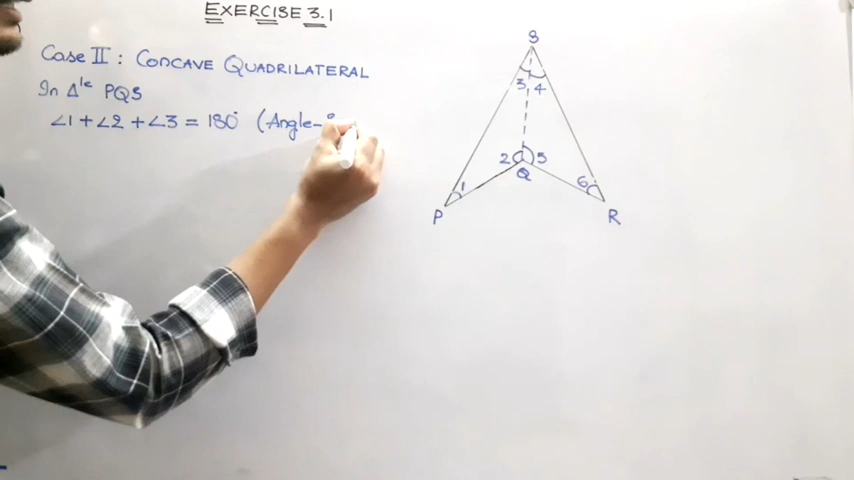 EXERCISE 3.1
Case II : CONCAVE QUADRILATERAL
In Δle PQS
∠1 + ∠2 + ∠3 = 180° (Angle-
S
3 4
2 5
Q
1
6
P
R